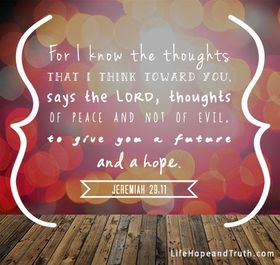 For I know the thoughts
THAT I THINK TOWARD YOU,
says the LORD, thoughts
OF PEACE AND NOT OF EVIL,
to give you a future
and a hope.
JEREMIAH 29:11
LifeHopeandTruth.com